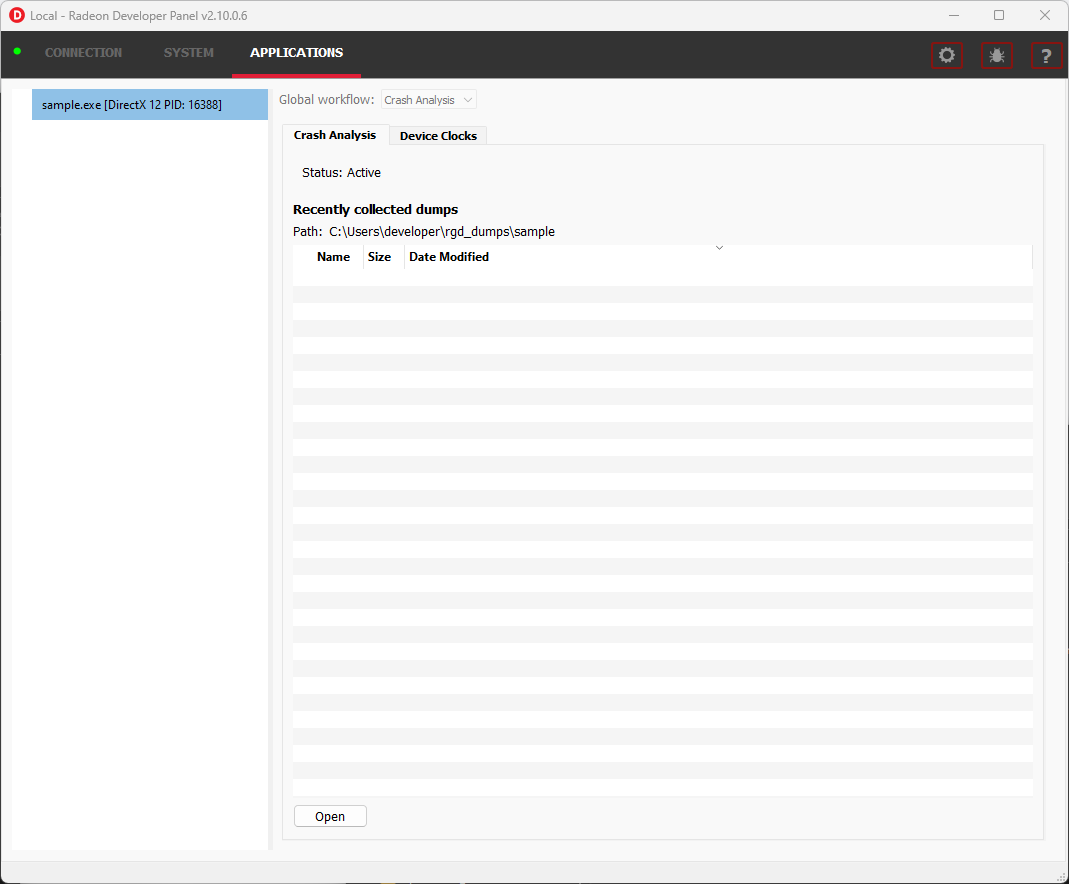 D Local - Radeon Developer Panel v2.10.0.6
CONNECTION SYSTEM APPLICATIONS ?
sample.exe [DirectX 12 PID: 16388]
Global workflow: Crash Analysis
Crash Analysis Device Clocks
Status: Active
Recently collected dumps
Path: C:\Users\developer\rgd_dumps\sample
Name Size Date Modified
Open